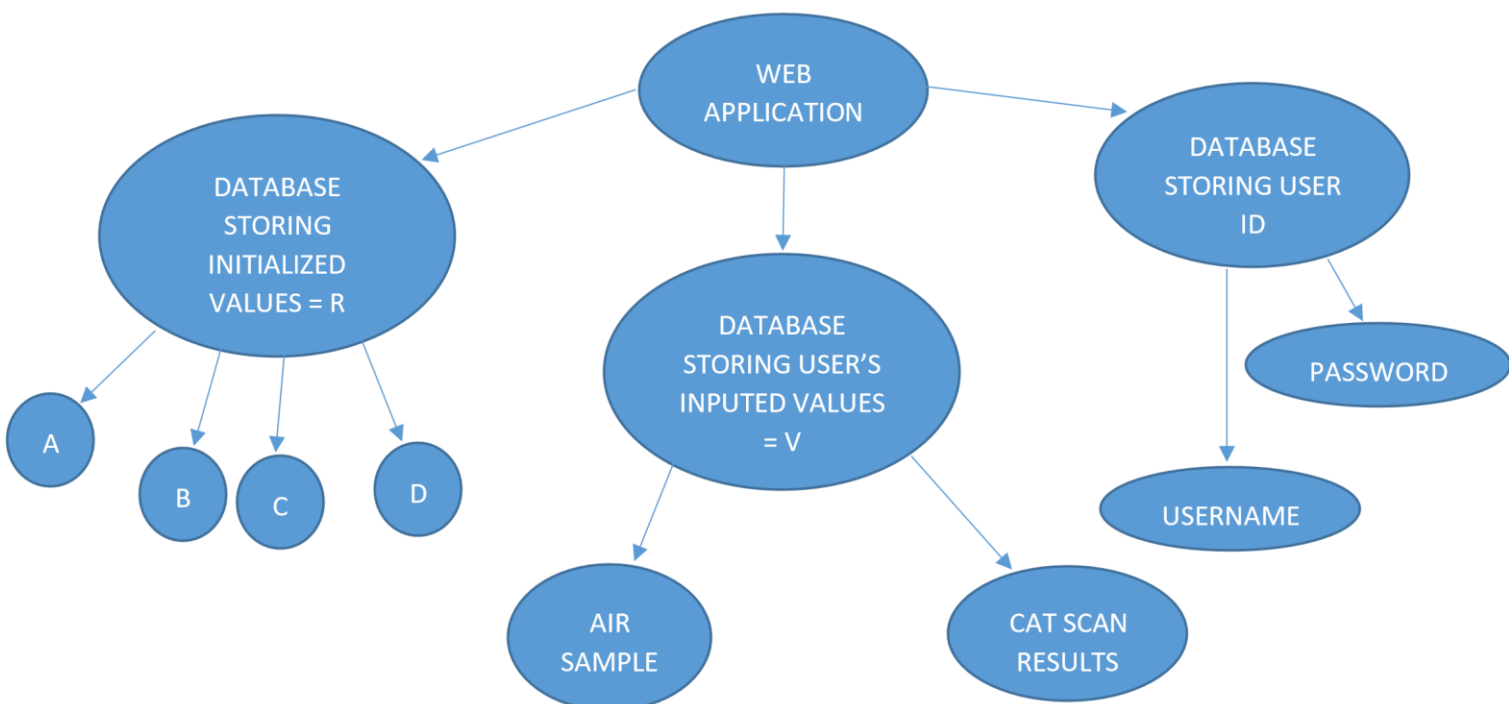 WEB
APPLICATION
DATABASE
STORING
INITIALIZED
VALUES = R
DATABASE
STORING USER'S
INPUTED VALUES
= V
DATABASE
STORING USER
ID
A
B
C
D
AIR
SAMPLE
CAT SCAN
RESULTS
USERNAME
PASSWORD